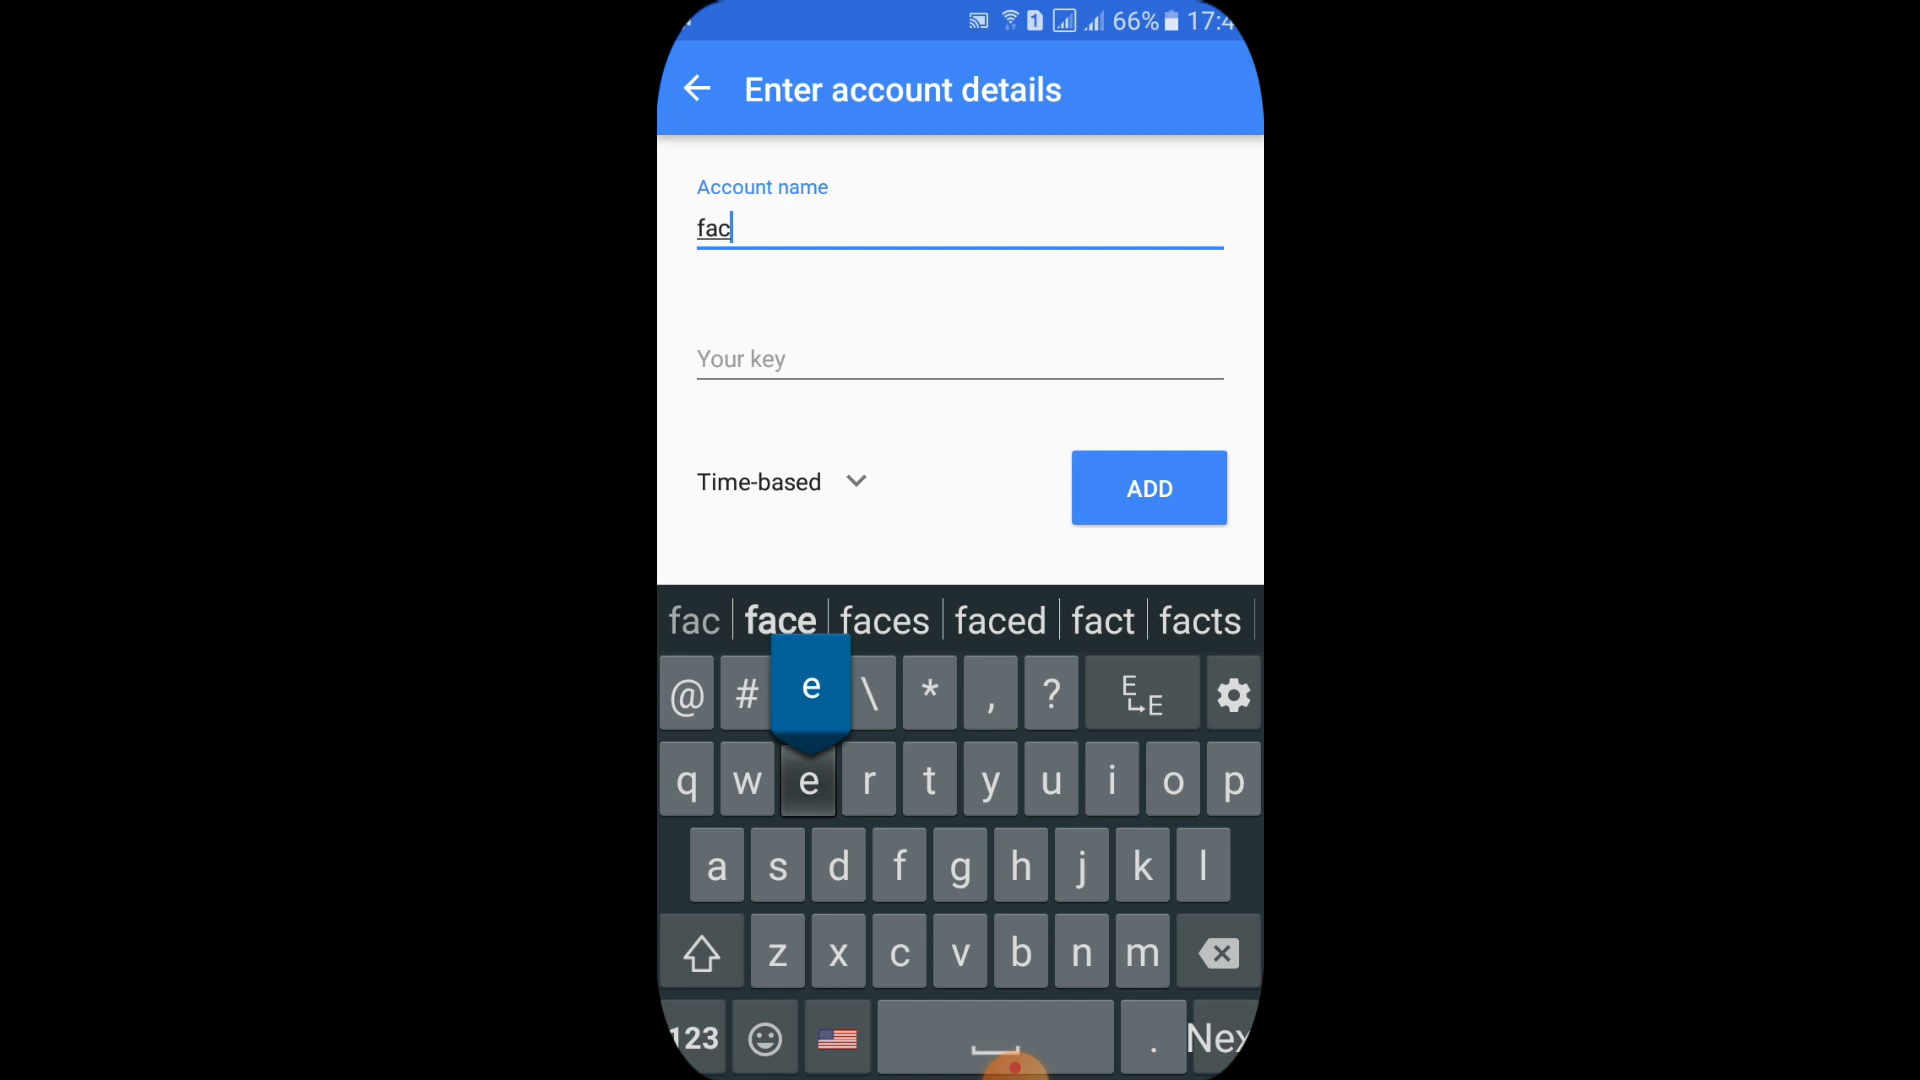 1 66% 17:4
Enter account details
Account name
fac
Your key
Time-based
ADD
fac face faces faced fact facts
@ # e \ * , ? E E
q w e r t y u i o p
a s d f g h j k l
z x c v b n m
123 . Nex